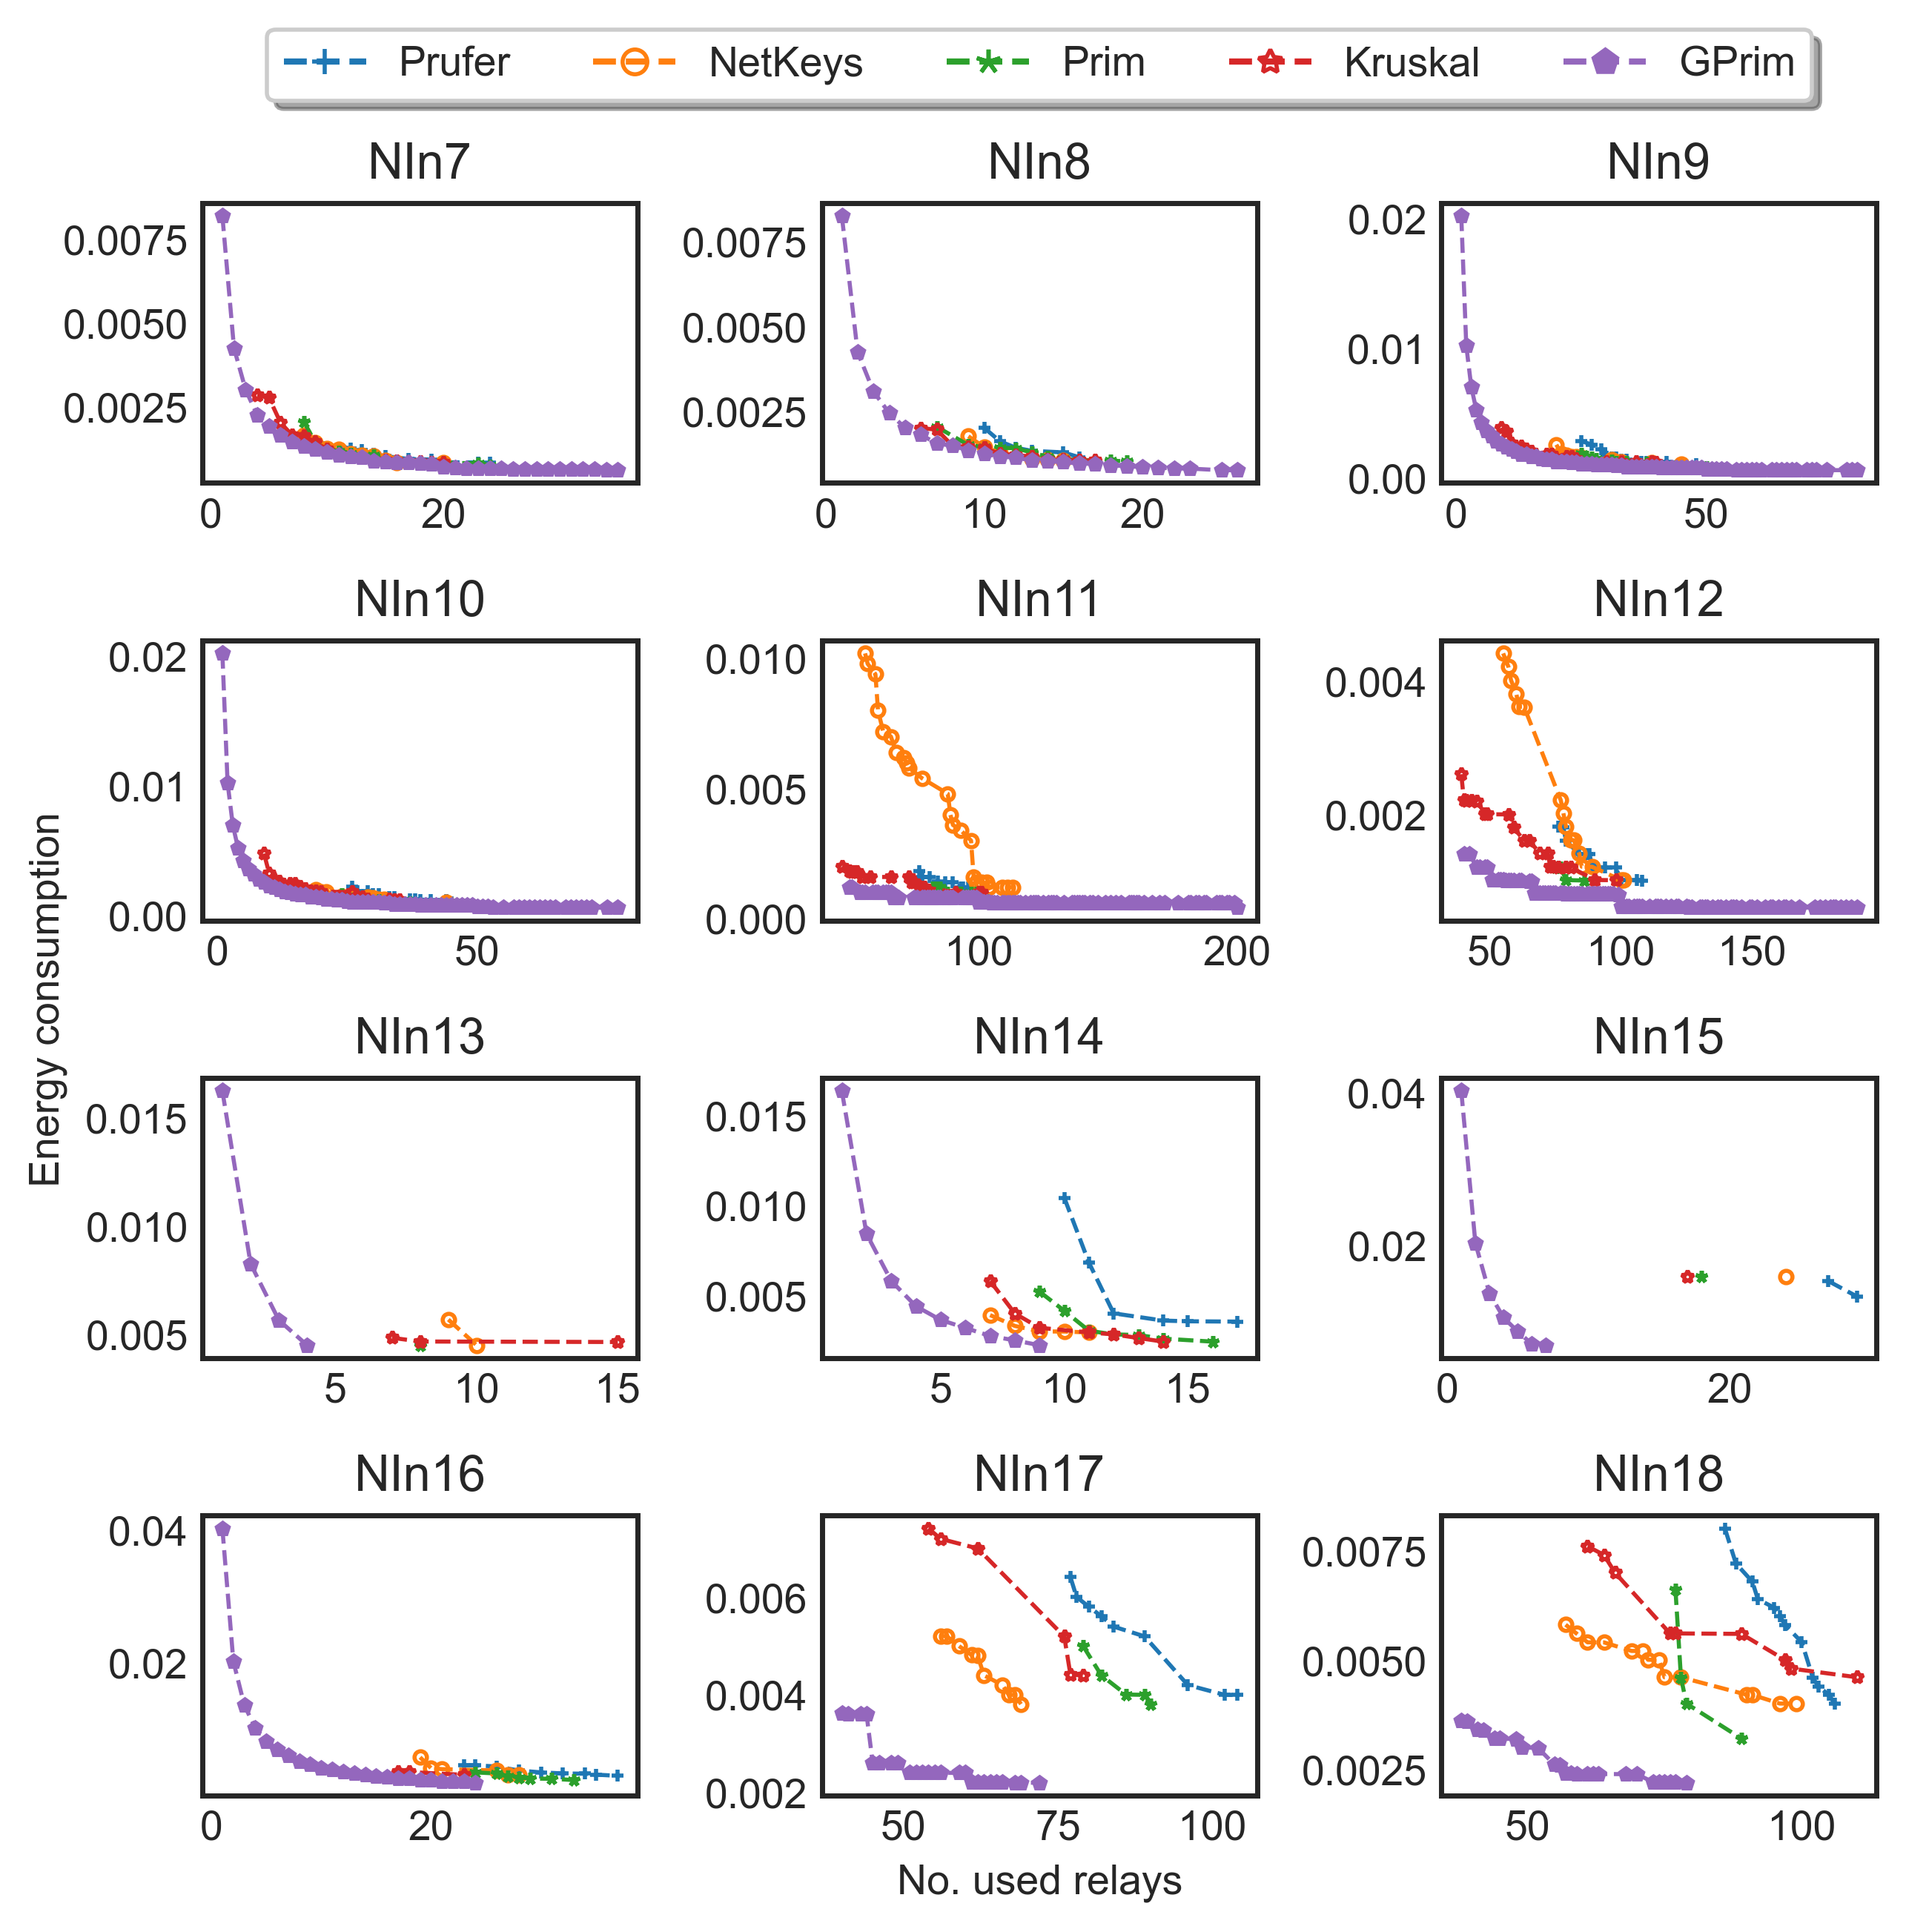 Prufer NetKeys Prim Kruskal GPrim
NIn7 NIn8 NIn9
0.0075 0.0050 0.0025
0 20
0.0075 0.0050 0.0025
0 10 20
0.02 0.01 0.00
0 50
NIn10 NIn11 NIn12
0.02 0.01 0.00
0 50
0.010 0.005 0.000
100 200
0.004 0.002
50 100 150
Energy consumption
NIn13 NIn14 NIn15
0.015 0.010 0.005
5 10 15
0.015 0.010 0.005
5 10 15
0.04 0.02
0 20
NIn16 NIn17 NIn18
0.04 0.02
0 20
0.006 0.004 0.002
50 75 100
0.0075 0.0050 0.0025
50 100
No. used relays